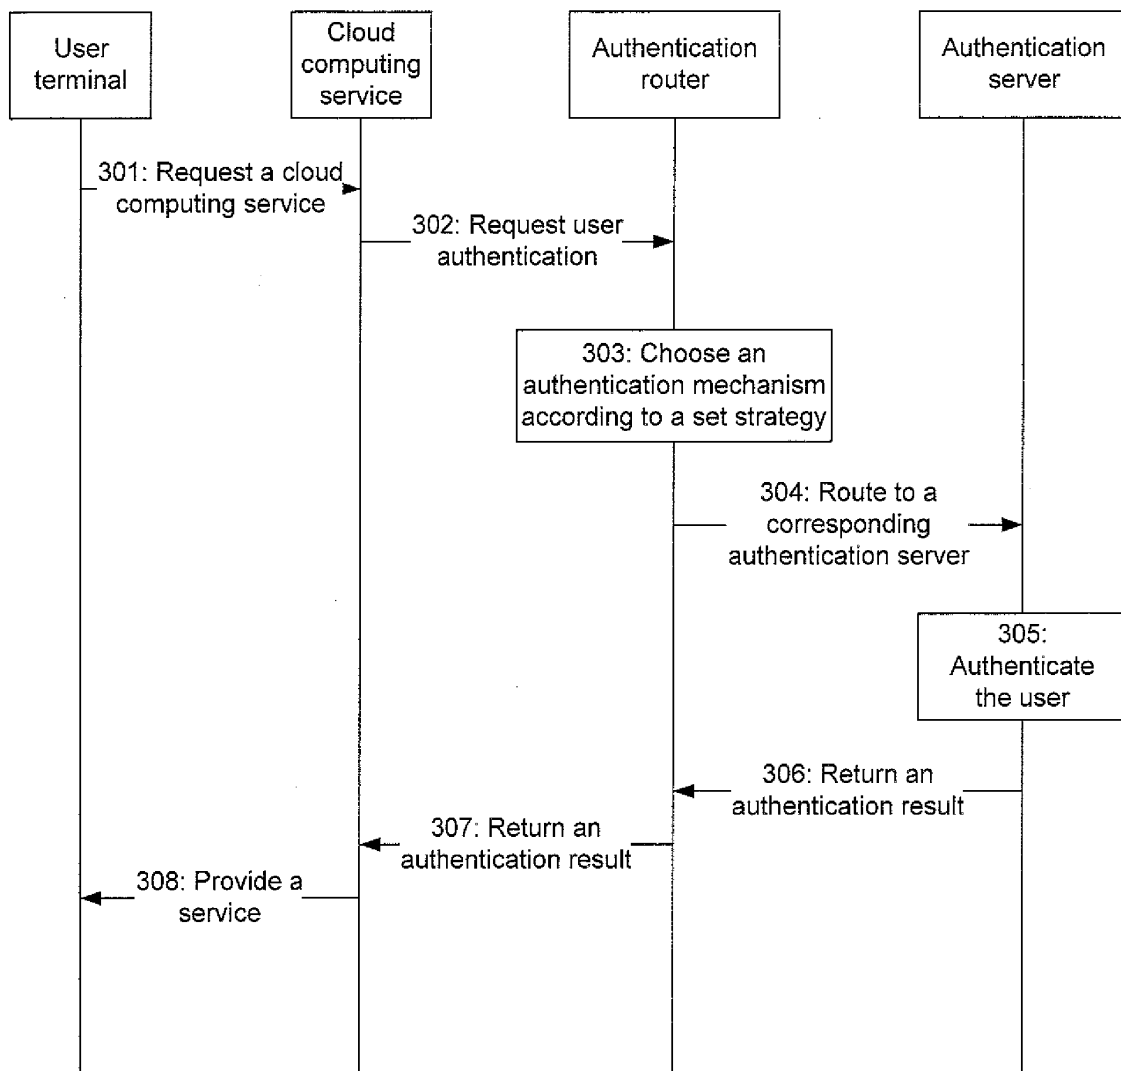 User
terminal
Cloud
computing
service
Authentication
router
Authentication
server
301: Request a cloud
computing service
302: Request user
authentication
303: Choose an
authentication mechanism
according to a set strategy
304: Route to a
corresponding
authentication server
305:
Authenticate
the user
306: Return an
authentication result
307: Return an
authentication result
308: Provide a
service